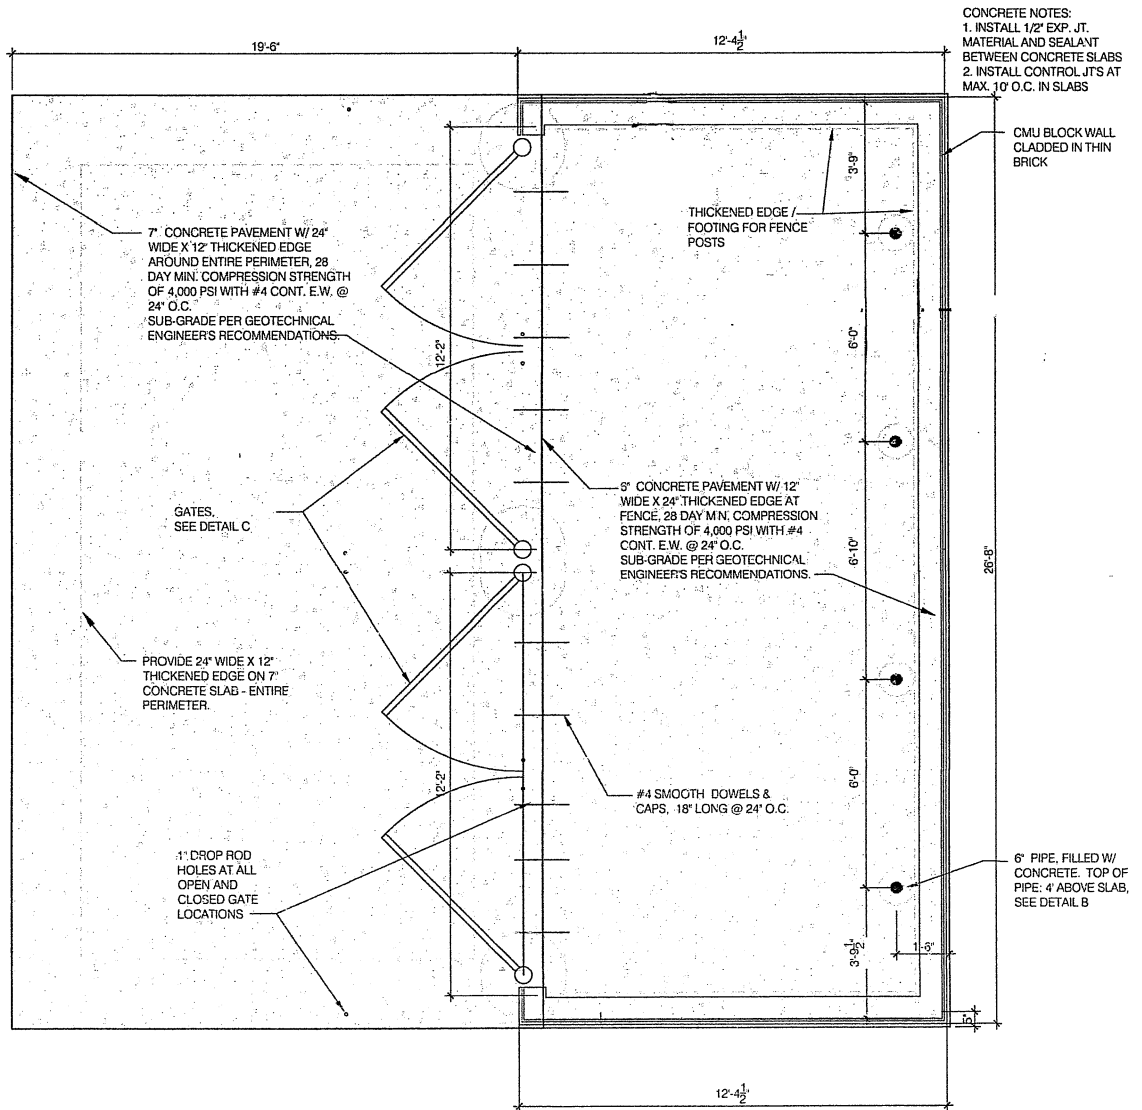 CONCRETE NOTES:
1. INSTALL 1/2" EXP. JT.
MATERIAL AND SEALANT
BETWEEN CONCRETE SLABS
2. INSTALL CONTROL JT'S AT
MAX. 10' O.C. IN SLABS
19'-6"
12'-4 1/2"
CMU BLOCK WALL
CLADDED IN THIN
BRICK
3'-9"
THICKENED EDGE /
FOOTING FOR FENCE
POSTS
7" CONCRETE PAVEMENT W/ 24"
WIDE X 12" THICKENED EDGE
AROUND ENTIRE PERIMETER, 28
DAY MIN. COMPRESSION STRENGTH
OF 4,000 PSI WITH #4 CONT. E.W. @
24" O.C.
SUB-GRADE PER GEOTECHNICAL
ENGINEER'S RECOMMENDATIONS.
12'-2"
6'-0"
GATES,
SEE DETAIL C
6" CONCRETE PAVEMENT W/ 12"
WIDE X 24" THICKENED EDGE AT
FENCE, 28 DAY MIN. COMPRESSION
STRENGTH OF 4,000 PSI WITH #4
CONT. E.W. @ 24" O.C.
SUB-GRADE PER GEOTECHNICAL
ENGINEER'S RECOMMENDATIONS.
6'-10"
26'-8"
PROVIDE 24" WIDE X 12"
THICKENED EDGE ON 7"
CONCRETE SLAB - ENTIRE
PERIMETER.
12'-2"
6'-0"
#4 SMOOTH DOWELS &
CAPS, 18" LONG @ 24" O.C.
1" DROP ROD
HOLES AT ALL
OPEN AND
CLOSED GATE
LOCATIONS
6" PIPE, FILLED W/
CONCRETE. TOP OF
PIPE: 4' ABOVE SLAB,
SEE DETAIL B
3'-9 1/2"
1'-6"
5"
12'-4 1/2"